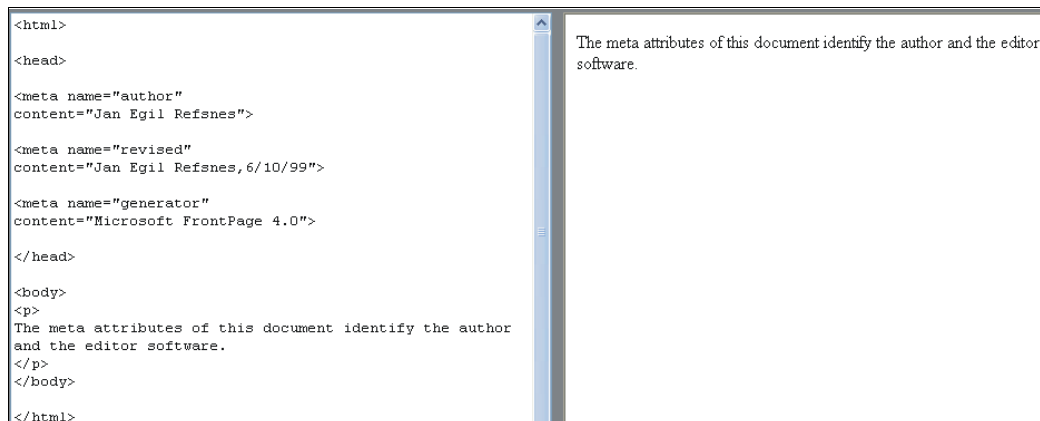 <html>
<head>
<meta name="author"
content="Jan Egil Refsnes">
<meta name="revised"
content="Jan Egil Refsnes,6/10/99">
<meta name="generator"
content="Microsoft FrontPage 4.0">
</head>
<body>
<p>
The meta attributes of this document identify the author
and the editor software.
</p>
</body>
</html>
The meta attributes of this document identify the author and the editor
software.